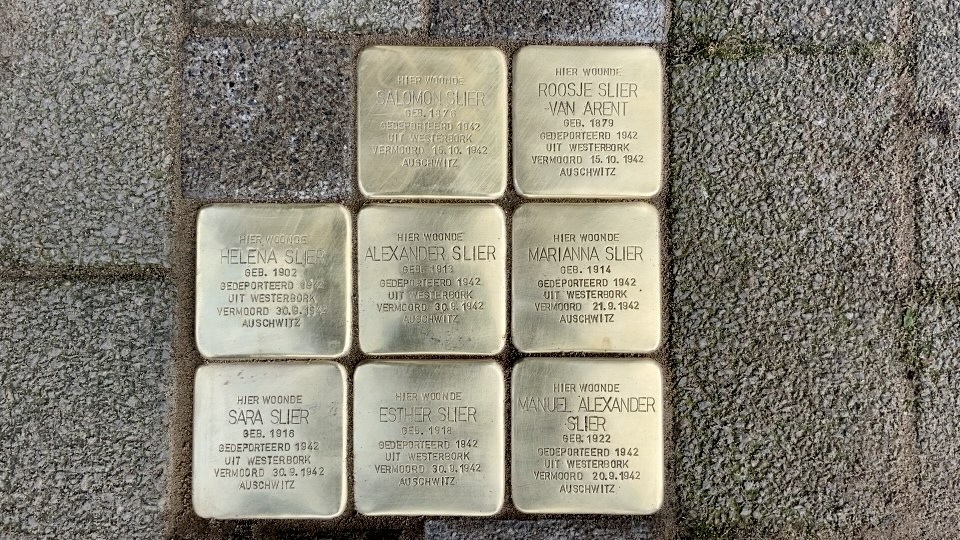 HIER WOONDE
SALOMON SLIER
GEB.
GEDEPORTEERD 1942
UIT WESTERBORK
VERMOORD 15.10.1942
AUSCHWITZ
HIER WOONDE
ROOSJE SLIER
-VAN ARENT
GEB. 1879
GEDEPORTEERD 1942
UIT WESTERBORK
VERMOORD 15.10.1942
AUSCHWITZ
HIER WOONDE
HELENA SLIER
GEB. 1902
GEDEPORTEERD 1942
UIT WESTERBORK
VERMOORD 30.9.1942
AUSCHWITZ
HIER WOONDE
ALEXANDER SLIER
GEB. 1913
GEDEPORTEERD 1942
UIT WESTERBORK
VERMOORD 30.9.1942
AUSCHWITZ
HIER WOONDE
MARIANNA SLIER
GEB. 1914
GEDEPORTEERD 1942
UIT WESTERBORK
VERMOORD 21.9.1942
AUSCHWITZ
HIER WOONDE
SARA SLIER
GEB. 1916
GEDEPORTEERD 1942
UIT WESTERBORK
VERMOORD 30.9.1942
AUSCHWITZ
HIER WOONDE
ESTHER SLIER
GEB. 1918
GEDEPORTEERD 1942
UIT WESTERBORK
VERMOORD 30.9.1942
AUSCHWITZ
HIER WOONDE
MANUEL ALEXANDER
SLIER
GEB. 1922
GEDEPORTEERD 1942
UIT WESTERBORK
VERMOORD 20.9.1942
AUSCHWITZ